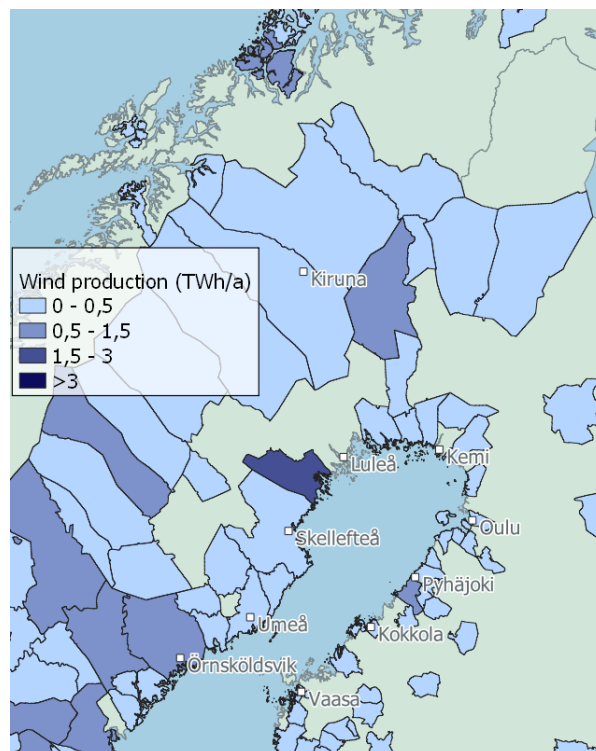 Wind production (TWh/a)
0 - 0,5
0,5 - 1,5
1,5 - 3
>3
Kiruna
Luleå
Kemi
Skellefteå
Oulu
Pyhäjoki
Umeå
Kokkola
Örnsköldsvik
Vaasa